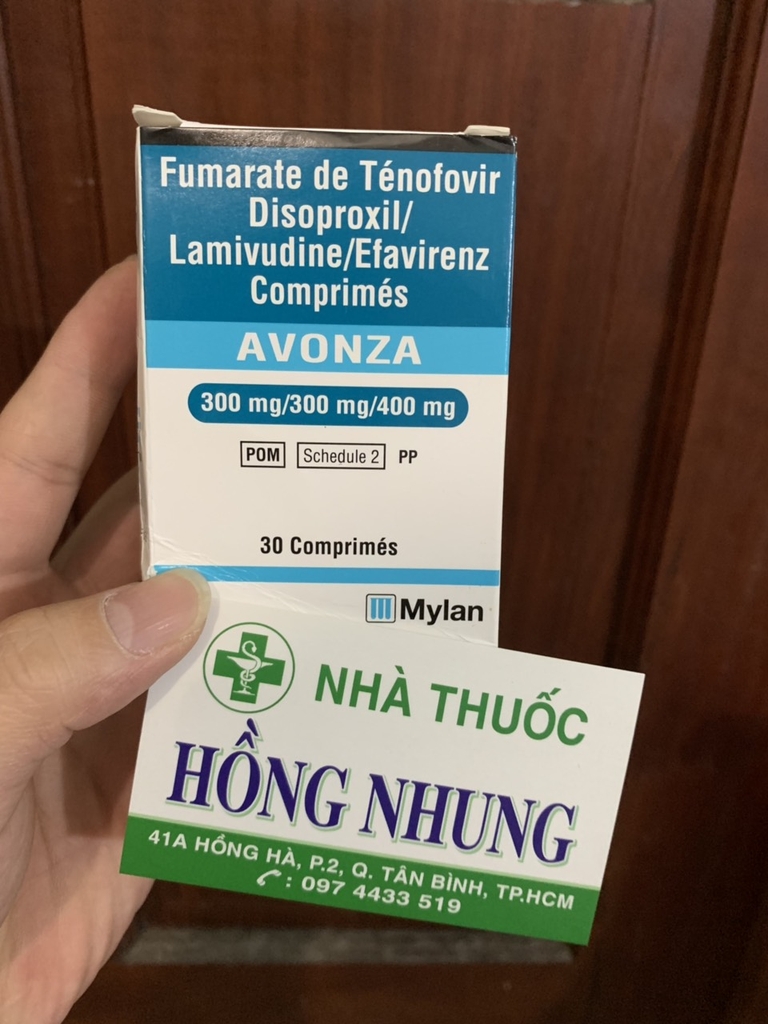 Fumarate de Ténofovir
Disoproxil/
Lamivudine/Efavirenz
Comprimés
AVONZA
300 mg/300 mg/400 mg
POM Schedule 2 PP
30 Comprimés
Mylan
NHÀ THUỐC
HỒNG NHUNG
41A HỒNG HÀ, P.2, Q. TÂN BÌNH, TP.HCM
: 097 4433 519